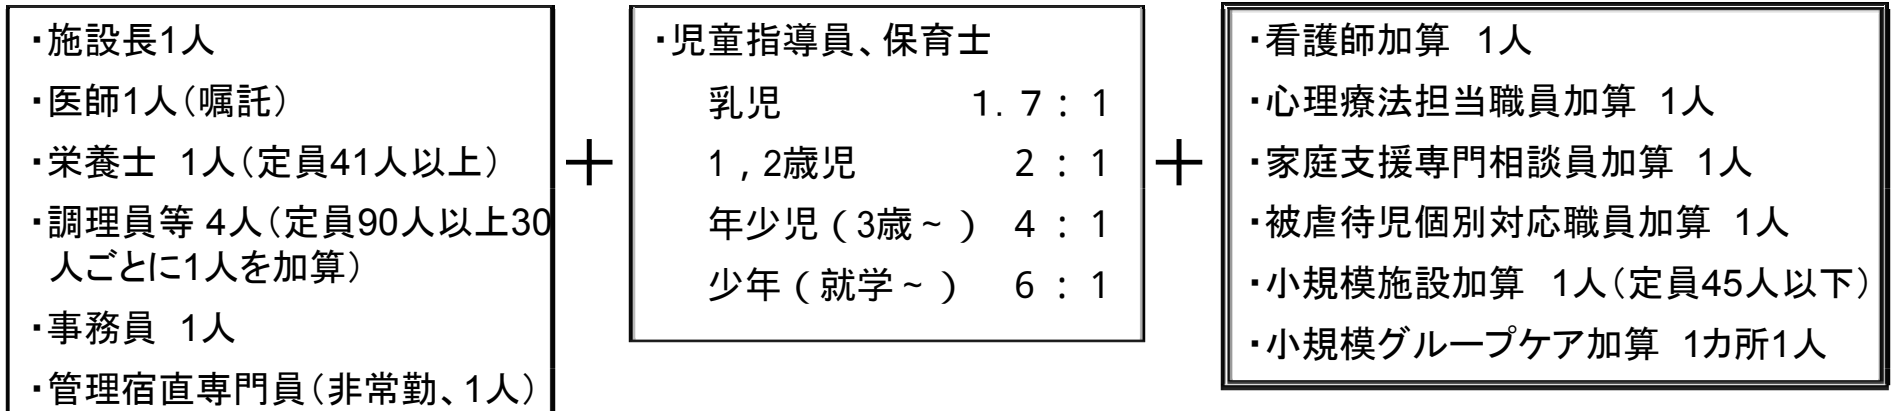 ・施設長1人
・医師1人(嘱託)
・栄養士 1人(定員41人以上)
・調理員等 4人(定員90人以上30
人ごとに1人を加算)
・事務員 1人
・管理宿直専門員(非常勤、1人)
+
・児童指導員、保育士
乳児 1.7:1
1,2歳児 2:1
年少児(3歳~) 4:1
少年(就学~) 6:1
+
・看護師加算 1人
・心理療法担当職員加算 1人
・家庭支援専門相談員加算 1人
・被虐待児個別対応職員加算 1人
・小規模施設加算 1人(定員45人以下)
・小規模グループケア加算 1カ所1人